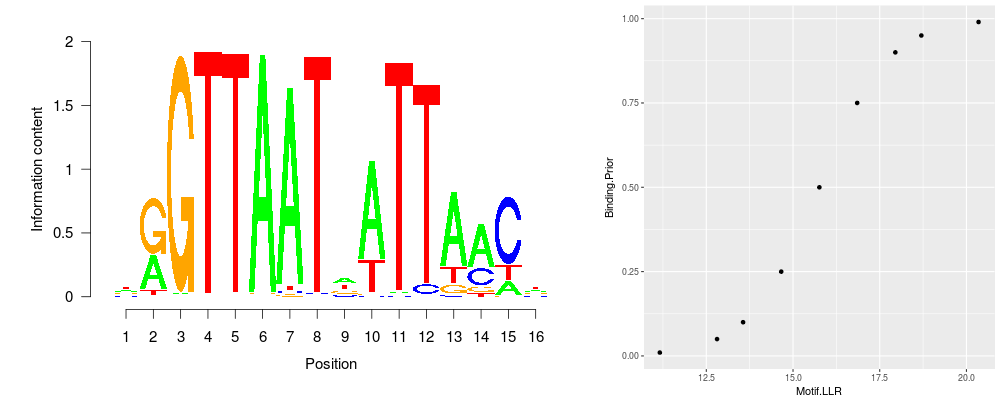 2
1.5
1
0.5
0
Information content
G A G T T A A T A T T T C A T G A C C T A
1 2 3 4 5 6 7 8 9 10 11 12 13 14 15 16
Position
1.00
0.75
0.50
0.25
0.00
Binding.Prior
12.5 15.0 17.5 20.0
Motif.LLR